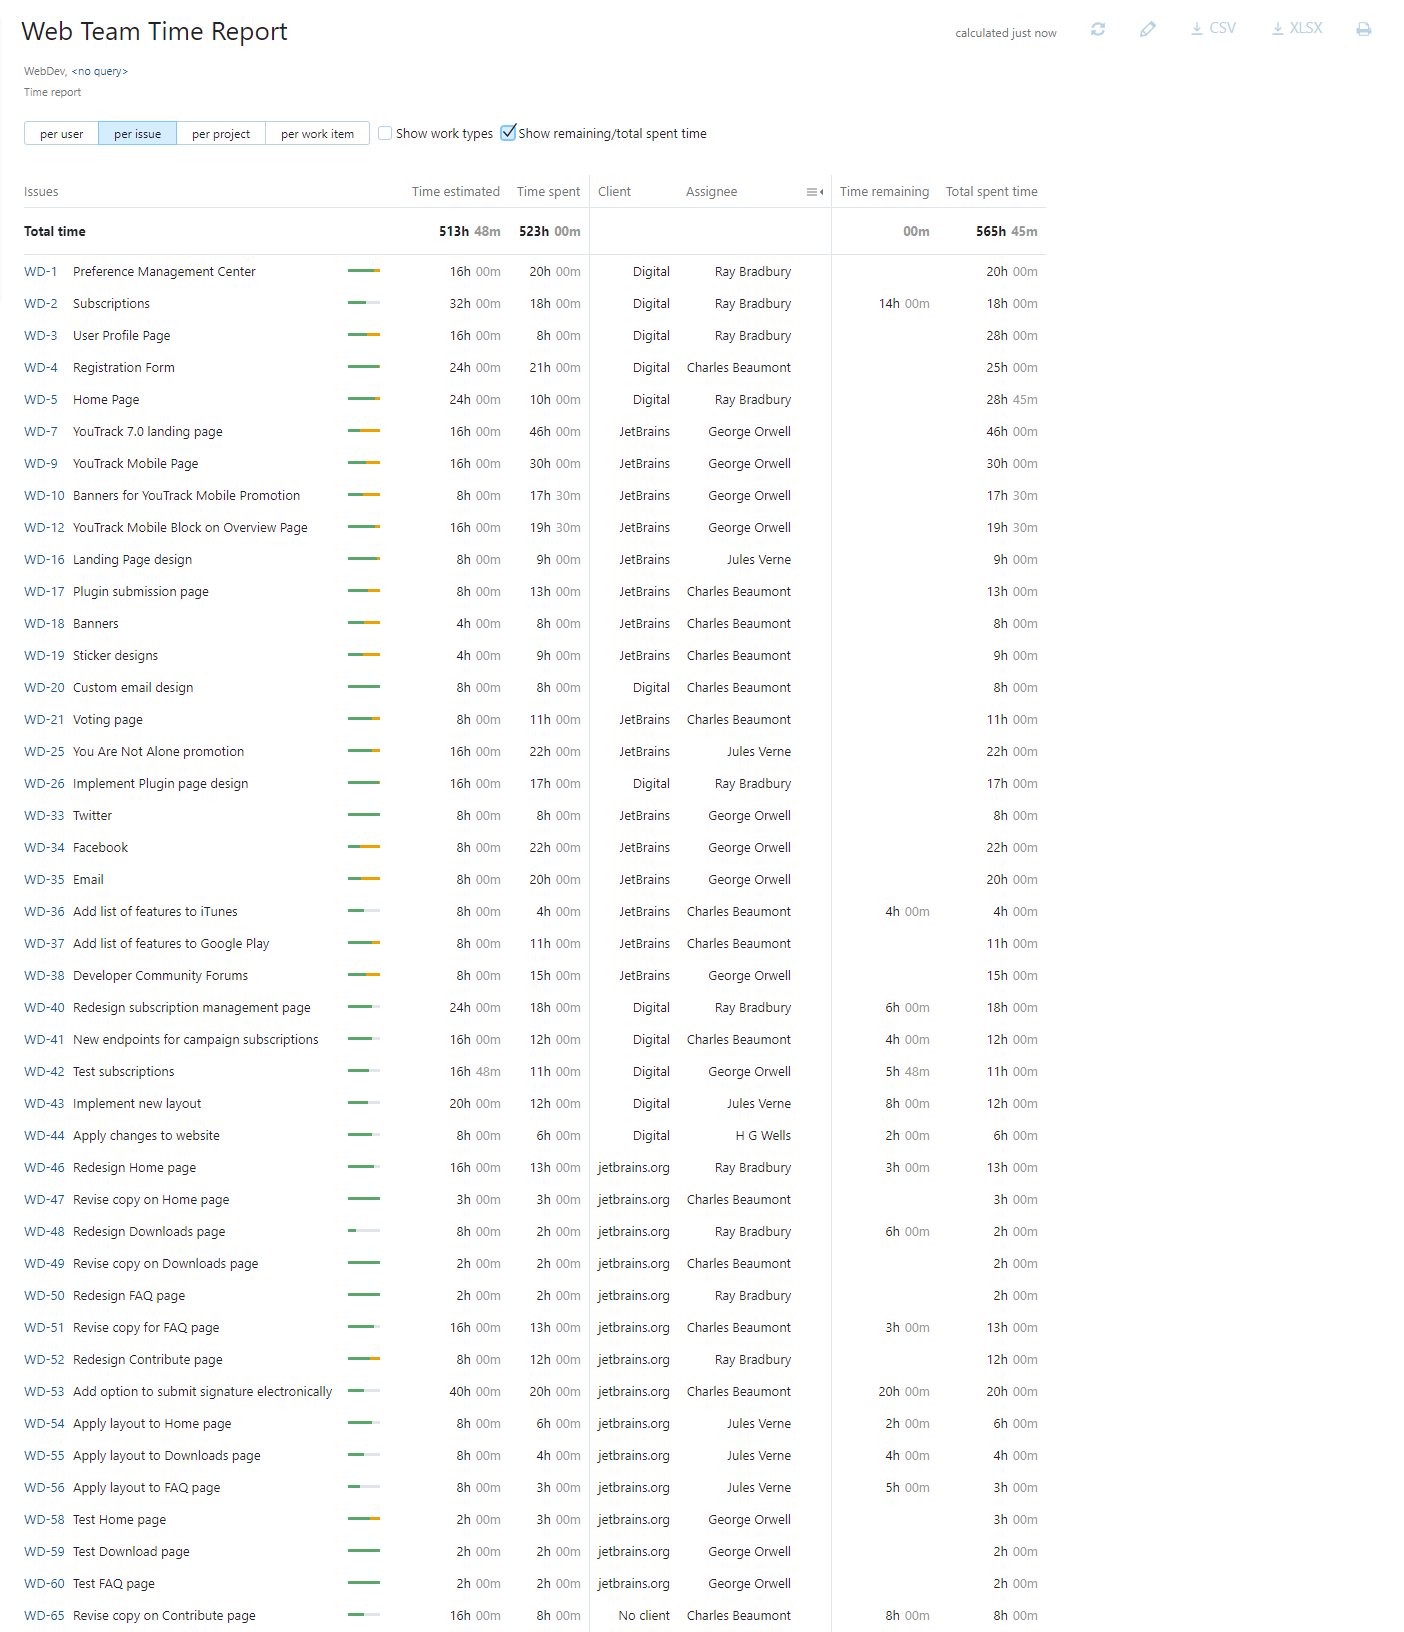 Web Team Time Report
calculated just now
CSV
XLSX
WebDev, <no query>
Time report
per user per issue per project per work item Show work types Show remaining/total spent time
Issues Time estimated Time spent Client Assignee Time remaining Total spent time
Total time 513h 48m 523h 00m 00m 565h 45m
WD-1 Preference Management Center 16h 00m 20h 00m Digital Ray Bradbury 20h 00m
WD-2 Subscriptions 32h 00m 18h 00m Digital Ray Bradbury 14h 00m 18h 00m
WD-3 User Profile Page 16h 00m 8h 00m Digital Ray Bradbury 28h 00m
WD-4 Registration Form 24h 00m 21h 00m Digital Charles Beaumont 25h 00m
WD-5 Home Page 24h 00m 10h 00m Digital Ray Bradbury 28h 45m
WD-7 YouTrack 7.0 landing page 16h 00m 46h 00m JetBrains George Orwell 46h 00m
WD-9 YouTrack Mobile Page 16h 00m 30h 00m JetBrains George Orwell 30h 00m
WD-10 Banners for YouTrack Mobile Promotion 8h 00m 17h 30m JetBrains George Orwell 17h 30m
WD-12 YouTrack Mobile Block on Overview Page 16h 00m 19h 30m JetBrains George Orwell 19h 30m
WD-16 Landing Page design 8h 00m 9h 00m JetBrains Jules Verne 9h 00m
WD-17 Plugin submission page 8h 00m 13h 00m JetBrains Charles Beaumont 13h 00m
WD-18 Banners 4h 00m 8h 00m JetBrains Charles Beaumont 8h 00m
WD-19 Sticker designs 4h 00m 9h 00m JetBrains Charles Beaumont 9h 00m
WD-20 Custom email design 8h 00m 8h 00m Digital Charles Beaumont 8h 00m
WD-21 Voting page 8h 00m 11h 00m JetBrains Charles Beaumont 11h 00m
WD-25 You Are Not Alone promotion 16h 00m 22h 00m JetBrains Jules Verne 22h 00m
WD-26 Implement Plugin page design 16h 00m 17h 00m Digital Ray Bradbury 17h 00m
WD-33 Twitter 8h 00m 8h 00m JetBrains George Orwell 8h 00m
WD-34 Facebook 8h 00m 22h 00m JetBrains George Orwell 22h 00m
WD-35 Email 8h 00m 20h 00m JetBrains George Orwell 20h 00m
WD-36 Add list of features to iTunes 8h 00m 4h 00m JetBrains Charles Beaumont 4h 00m 4h 00m
WD-37 Add list of features to Google Play 8h 00m 11h 00m JetBrains Charles Beaumont 11h 00m
WD-38 Developer Community Forums 8h 00m 15h 00m JetBrains George Orwell 15h 00m
WD-40 Redesign subscription management page 24h 00m 18h 00m Digital Ray Bradbury 6h 00m 18h 00m
WD-41 New endpoints for campaign subscriptions 16h 00m 12h 00m Digital Charles Beaumont 4h 00m 12h 00m
WD-42 Test subscriptions 16h 48m 11h 00m Digital George Orwell 5h 48m 11h 00m
WD-43 Implement new layout 20h 00m 12h 00m Digital Jules Verne 8h 00m 12h 00m
WD-44 Apply changes to website 8h 00m 6h 00m Digital H G Wells 2h 00m 6h 00m
WD-46 Redesign Home page 16h 00m 13h 00m jetbrains.org Ray Bradbury 3h 00m 13h 00m
WD-47 Revise copy on Home page 3h 00m 3h 00m jetbrains.org Charles Beaumont 3h 00m
WD-48 Redesign Downloads page 8h 00m 2h 00m jetbrains.org Ray Bradbury 6h 00m 2h 00m
WD-49 Revise copy on Downloads page 2h 00m 2h 00m jetbrains.org Charles Beaumont 2h 00m
WD-50 Redesign FAQ page 2h 00m 2h 00m jetbrains.org Ray Bradbury 2h 00m
WD-51 Revise copy for FAQ page 16h 00m 13h 00m jetbrains.org Charles Beaumont 3h 00m 13h 00m
WD-52 Redesign Contribute page 8h 00m 12h 00m jetbrains.org Ray Bradbury 12h 00m
WD-53 Add option to submit signature electronically 40h 00m 20h 00m jetbrains.org Charles Beaumont 20h 00m 20h 00m
WD-54 Apply layout to Home page 8h 00m 6h 00m jetbrains.org Jules Verne 2h 00m 6h 00m
WD-55 Apply layout to Downloads page 8h 00m 4h 00m jetbrains.org Jules Verne 4h 00m 4h 00m
WD-56 Apply layout to FAQ page 8h 00m 3h 00m jetbrains.org Jules Verne 5h 00m 3h 00m
WD-58 Test Home page 2h 00m 3h 00m jetbrains.org George Orwell 3h 00m
WD-59 Test Download page 2h 00m 2h 00m jetbrains.org George Orwell 2h 00m
WD-60 Test FAQ page 2h 00m 2h 00m jetbrains.org George Orwell 2h 00m
WD-65 Revise copy on Contribute page 16h 00m 8h 00m No client Charles Beaumont 8h 00m 8h 00m